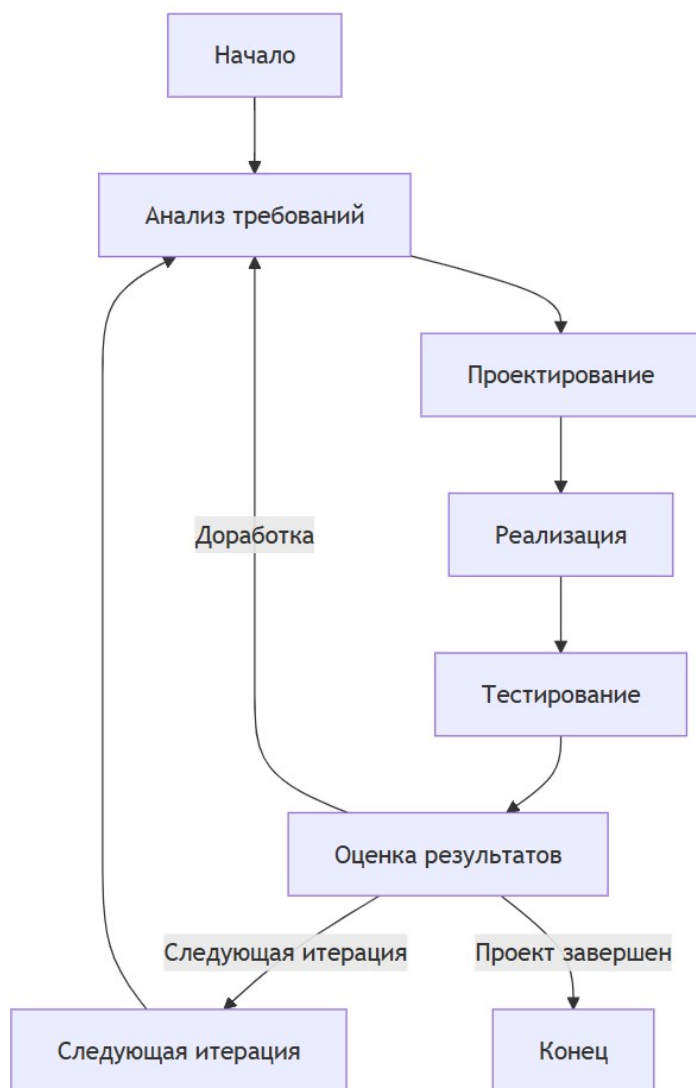 Начало
Анализ требований
Проектирование
Реализация
Доработка
Тестирование
Оценка результатов
Следующая итерация
Проект завершен
Следующая итерация
Конец